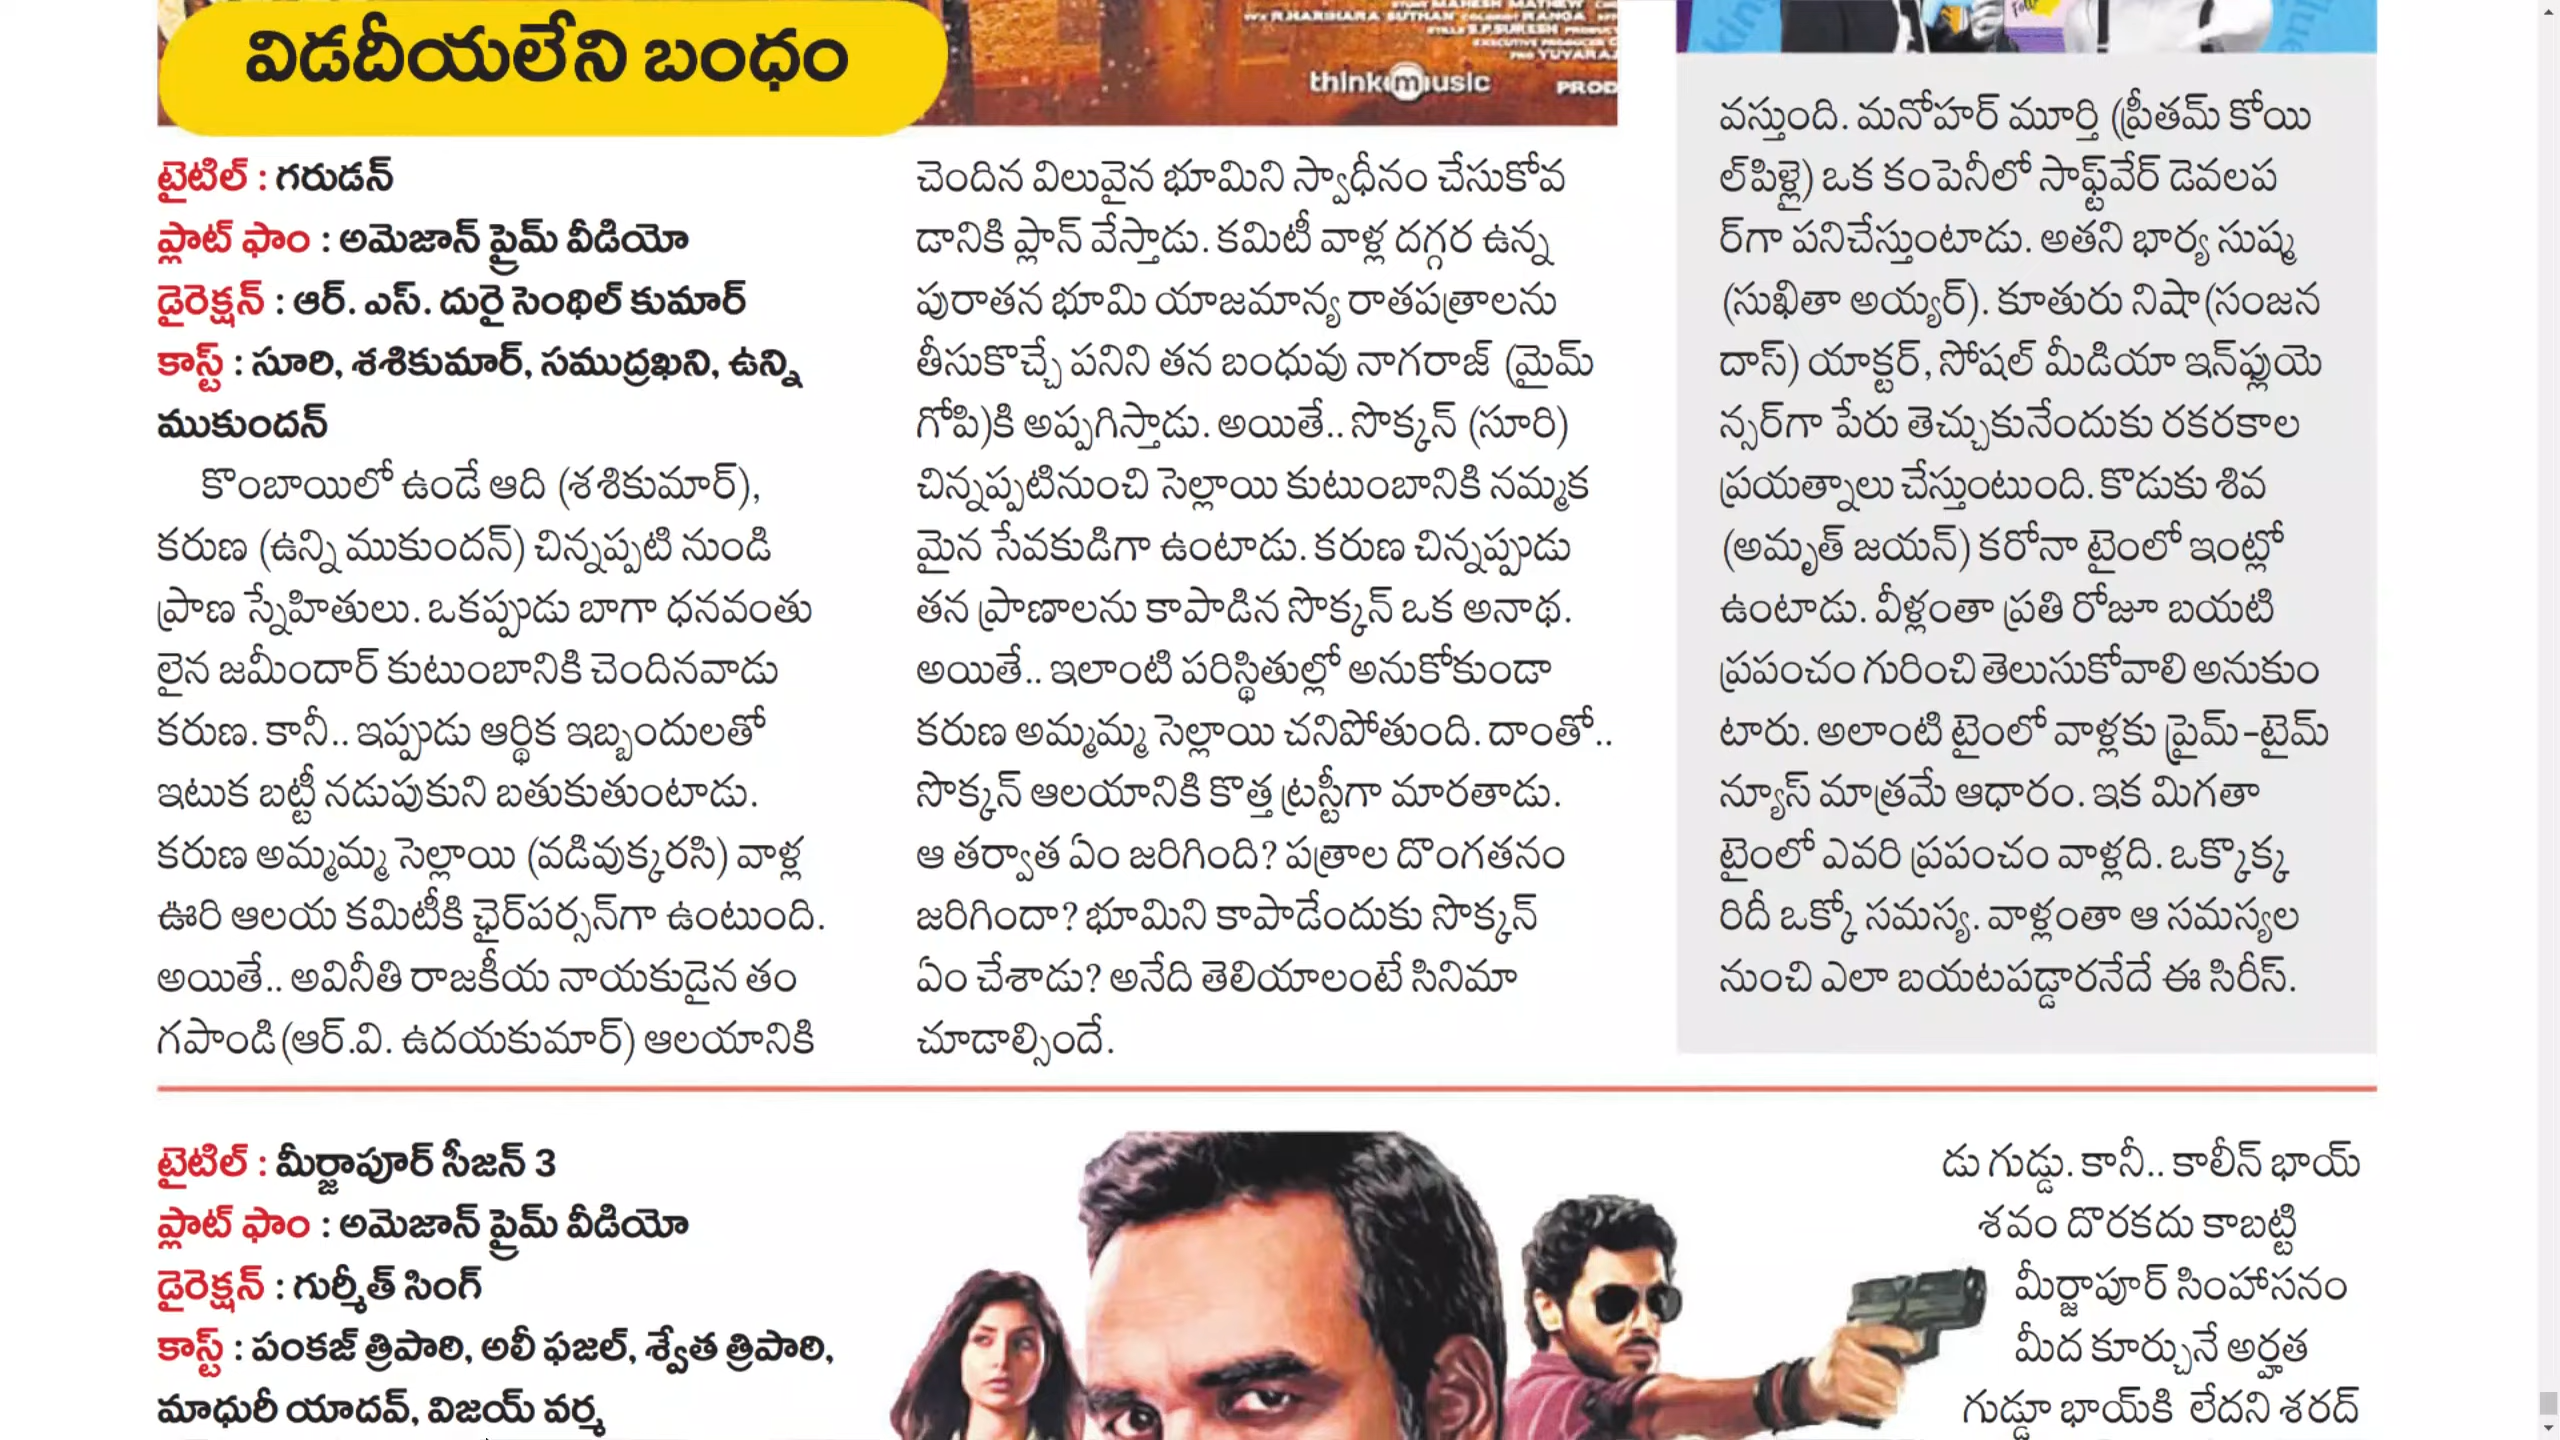 విడదీయలేని బంధం
think music
PROD
టైటిల్ : గరుడన్
ప్లాట్ ఫాం : అమెజాన్ ప్రైమ్ వీడియో
డైరెక్షన్ : ఆర్. ఎస్. దురై సెంథిల్ కుమార్
కాస్ట్ : సూరి, శశికుమార్, సముద్రఖని, ఉన్ని
ముకుందన్
కొంబాయిలో ఉండే ఆది (శశికుమార్),
కరుణ (ఉన్ని ముకుందన్) చిన్నప్పటి నుండి
ప్రాణ స్నేహితులు. ఒకప్పుడు బాగా ధనవంతు
లైన జమీందార్ కుటుంబానికి చెందినవాడు
కరుణ. కానీ.. ఇప్పుడు ఆర్థిక ఇబ్బందులతో
ఇటుక బట్టీ నడుపుకుని బతుకుతుంటాడు.
కరుణ అమ్మమ్మ సెల్లాయి (వడివుక్కరసి) వాళ్ల
ఊరి ఆలయ కమిటీకి ఛైర్‌పర్సన్‌గా ఉంటుంది.
అయితే.. అవినీతి రాజకీయ నాయకుడైన తం
గపాండి(ఆర్.వి. ఉదయకుమార్) ఆలయానికి
చెందిన విలువైన భూమిని స్వాధీనం చేసుకోవ
డానికి ప్లాన్ వేస్తాడు. కమిటీ వాళ్ల దగ్గర ఉన్న
పురాతన భూమి యాజమాన్య రాతపత్రాలను
తీసుకొచ్చే పనిని తన బంధువు నాగరాజ్ (మైమ్
గోపి)కి అప్పగిస్తాడు. అయితే.. సొక్కన్ (సూరి)
చిన్నప్పటినుంచి సెల్లాయి కుటుంబానికి నమ్మక
మైన సేవకుడిగా ఉంటాడు. కరుణ చిన్నప్పుడు
తన ప్రాణాలను కాపాడిన సొక్కన్ ఒక అనాథ.
అయితే.. ఇలాంటి పరిస్థితుల్లో అనుకోకుండా
కరుణ అమ్మమ్మ సెల్లాయి చనిపోతుంది. దాంతో..
సొక్కన్ ఆలయానికి కొత్త ట్రస్టీగా మారతాడు.
ఆ తర్వాత ఏం జరిగింది? పత్రాల దొంగతనం
జరిగిందా? భూమిని కాపాడేందుకు సొక్కన్
ఏం చేశాడు? అనేది తెలియాలంటే సినిమా
చూడాల్సిందే.
వస్తుంది. మనోహర్ మూర్తి (ప్రీతమ్ కోయి
ల్‌పిళ్లై) ఒక కంపెనీలో సాఫ్ట్‌వేర్ డెవలప
ర్‌గా పనిచేస్తుంటాడు. అతని భార్య సుష్మ
(సుఖితా అయ్యర్). కూతురు నిషా(సంజన
దాస్) యాక్టర్, సోషల్ మీడియా ఇన్‌ఫ్లుయె
న్సర్‌గా పేరు తెచ్చుకునేందుకు రకరకాల
ప్రయత్నాలు చేస్తుంటుంది. కొడుకు శివ
(అమృత్ జయన్) కరోనా టైంలో ఇంట్లో
ఉంటాడు. వీళ్లంతా ప్రతి రోజూ బయటి
ప్రపంచం గురించి తెలుసుకోవాలి అనుకుం
టారు. అలాంటి టైంలో వాళ్లకు ప్రైమ్-టైమ్
న్యూస్ మాత్రమే ఆధారం. ఇక మిగతా
టైంలో ఎవరి ప్రపంచం వాళ్లది. ఒక్కొక్క
రిదీ ఒక్కో సమస్య. వాళ్లంతా ఆ సమస్యల
నుంచి ఎలా బయటపడ్డారనేదే ఈ సిరీస్.
టైటిల్ : మీర్జాపూర్ సీజన్ 3
ప్లాట్ ఫాం : అమెజాన్ ప్రైమ్ వీడియో
డైరెక్షన్ : గుర్మీత్ సింగ్
కాస్ట్ : పంకజ్ త్రిపాఠి, అలీ ఫజల్, శ్వేత త్రిపాఠి,
మాధురీ యాదవ్, విజయ్ వర్మ
డు గుడ్డు. కానీ.. కాలీన్ భాయ్
శవం దొరకదు కాబట్టి
మీర్జాపూర్ సింహాసనం
మీద కూర్చునే అర్హత
గుడ్డూ భాయ్‌కి లేదని శరద్